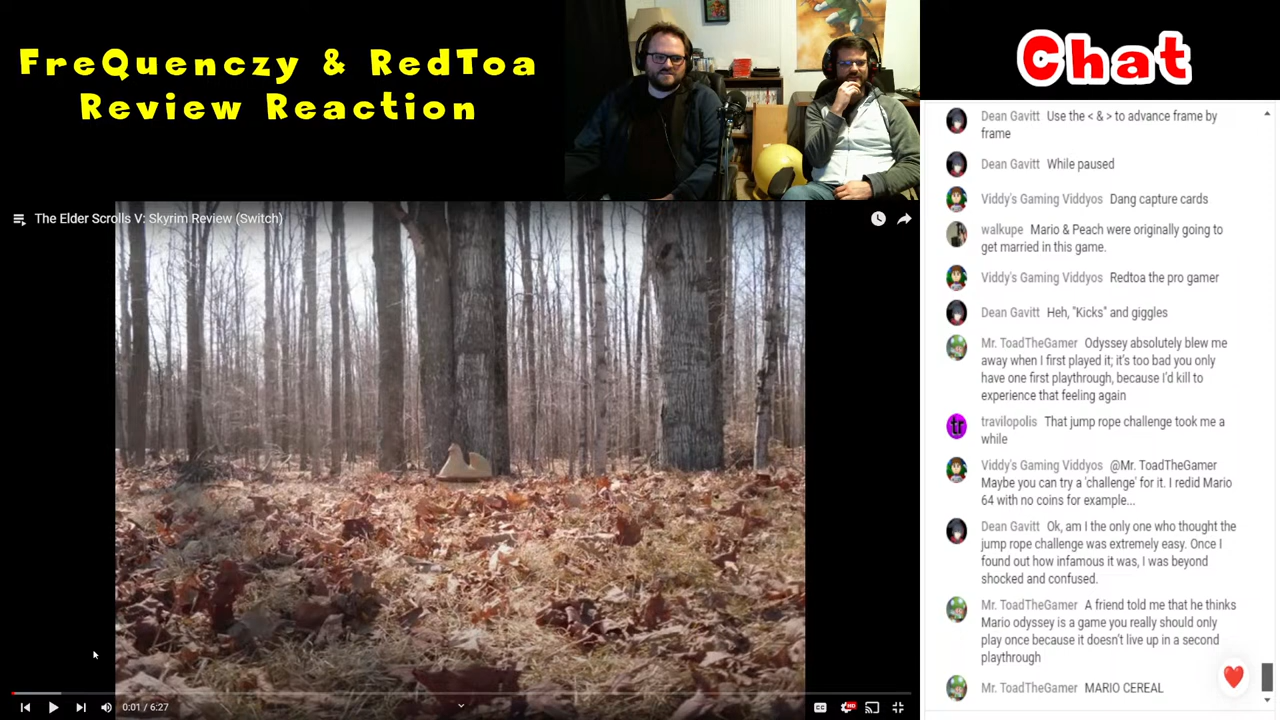 FreQuenczy & RedToa
Review Reaction
Chat
The Elder Scrolls V: Skyrim Review (Switch)
0:01 / 6:27
CC
HD
Dean Gavitt Use the < & > to advance frame by
frame
Dean Gavitt While paused
Viddy's Gaming Viddyos Dang capture cards
walkupe Mario & Peach were originally going to
get married in this game.
Viddy's Gaming Viddyos Redtoa the pro gamer
Dean Gavitt Heh, "Kicks" and giggles
Mr. ToadTheGamer Odyssey absolutely blew me
away when I first played it; it's too bad you only
have one first playthrough, because I'd kill to
experience that feeling again
tr
travilopolis That jump rope challenge took me a
while
Viddy's Gaming Viddyos @Mr. ToadTheGamer
Maybe you can try a 'challenge' for it. I redid Mario
64 with no coins for example...
Dean Gavitt Ok, am I the only one who thought the
jump rope challenge was extremely easy. Once I
found out how infamous it was, I was beyond
shocked and confused.
Mr. ToadTheGamer A friend told me that he thinks
Mario odyssey is a game you really should only
play once because it doesn't live up in a second
playthrough
Mr. ToadTheGamer MARIO CEREAL